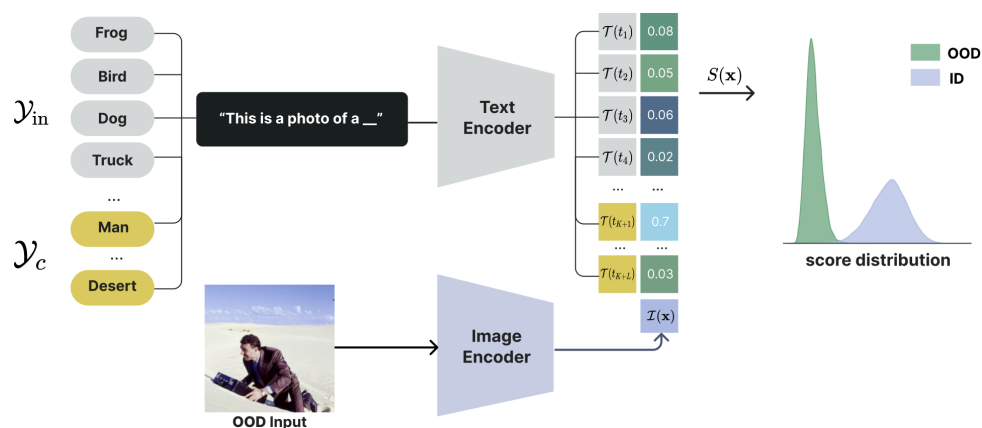 Frog
Bird
𝒴in
Dog
Truck
...
Man
...
𝒴c
Desert
“This is a photo of a __”
Text
Encoder
𝒯(t₁) 0.08
𝒯(t₂) 0.05
𝒯(t₃) 0.06
𝒯(t₄) 0.02
... ...
𝒯(t_{K+1}) 0.7
... ...
𝒯(t_{K+L}) 0.03
ℐ(x)
S(x)
OOD
ID
score distribution
Image
Encoder
OOD Input